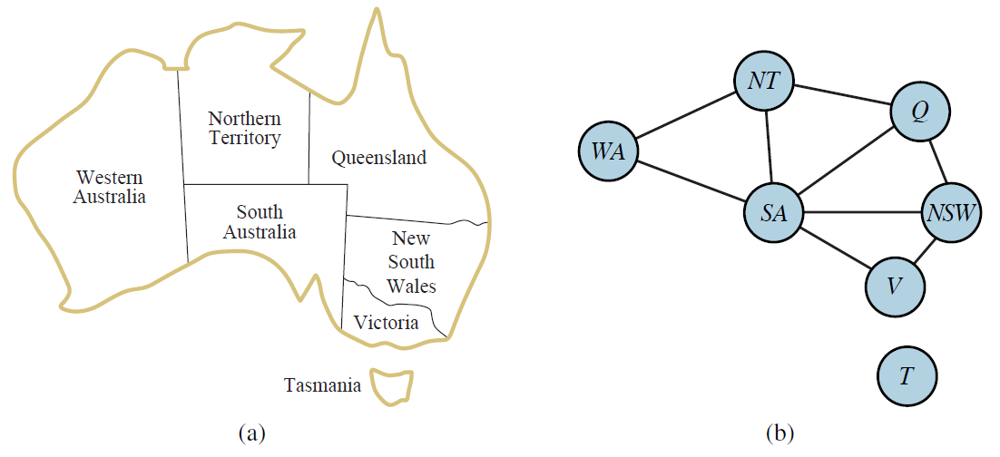 Northern
Territory
Western
Australia
Queensland
South
Australia
New
South
Wales
Victoria
Tasmania
(a)
NT
Q
WA
SA
NSW
V
T
(b)